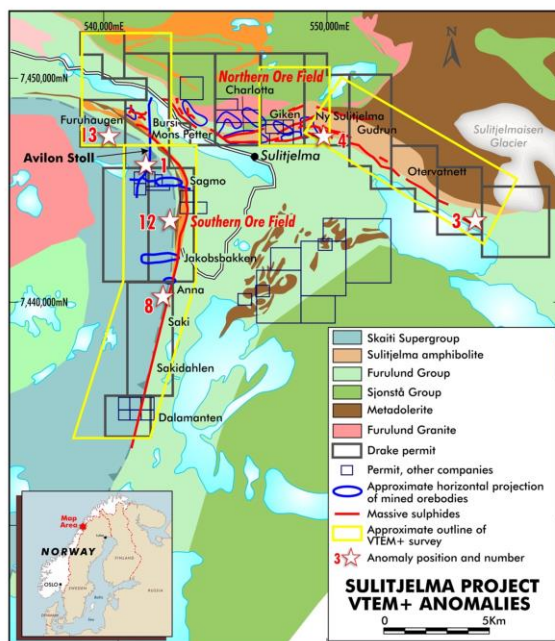 540,000mE
550,000mE
7,450,000mN
Northern Ore Field
Charlotta
Furuhaugen
Bursi
Giken
Ny Sulitjelma
13
Mons Petter
4
Gudrun
Sulitjelmaisen
Glacier
Avilon Stoll
Sulitjelma
1
Otervatnett
Sagmo
12
Southern Ore Field
3
Jakobsbakken
7,440,000mN
Anna
8
Saki
Sakidahlen
Dalamanten
N
Skaiti Supergroup
Sulitjelma amphibolite
Furulund Group
Sjonstå Group
Metadolerite
Furulund Granite
Drake permit
Permit, other companies
Approximate horizontal projection
of mined orebodies
Massive sulphides
Approximate outline of
VTEM+ survey
3 Anomaly position and number
SULITJELMA PROJECT
VTEM+ ANOMALIES
0 5Km
Map
Area
NORWAY
OSLO
SWEDEN
FINLAND
RUSSIA